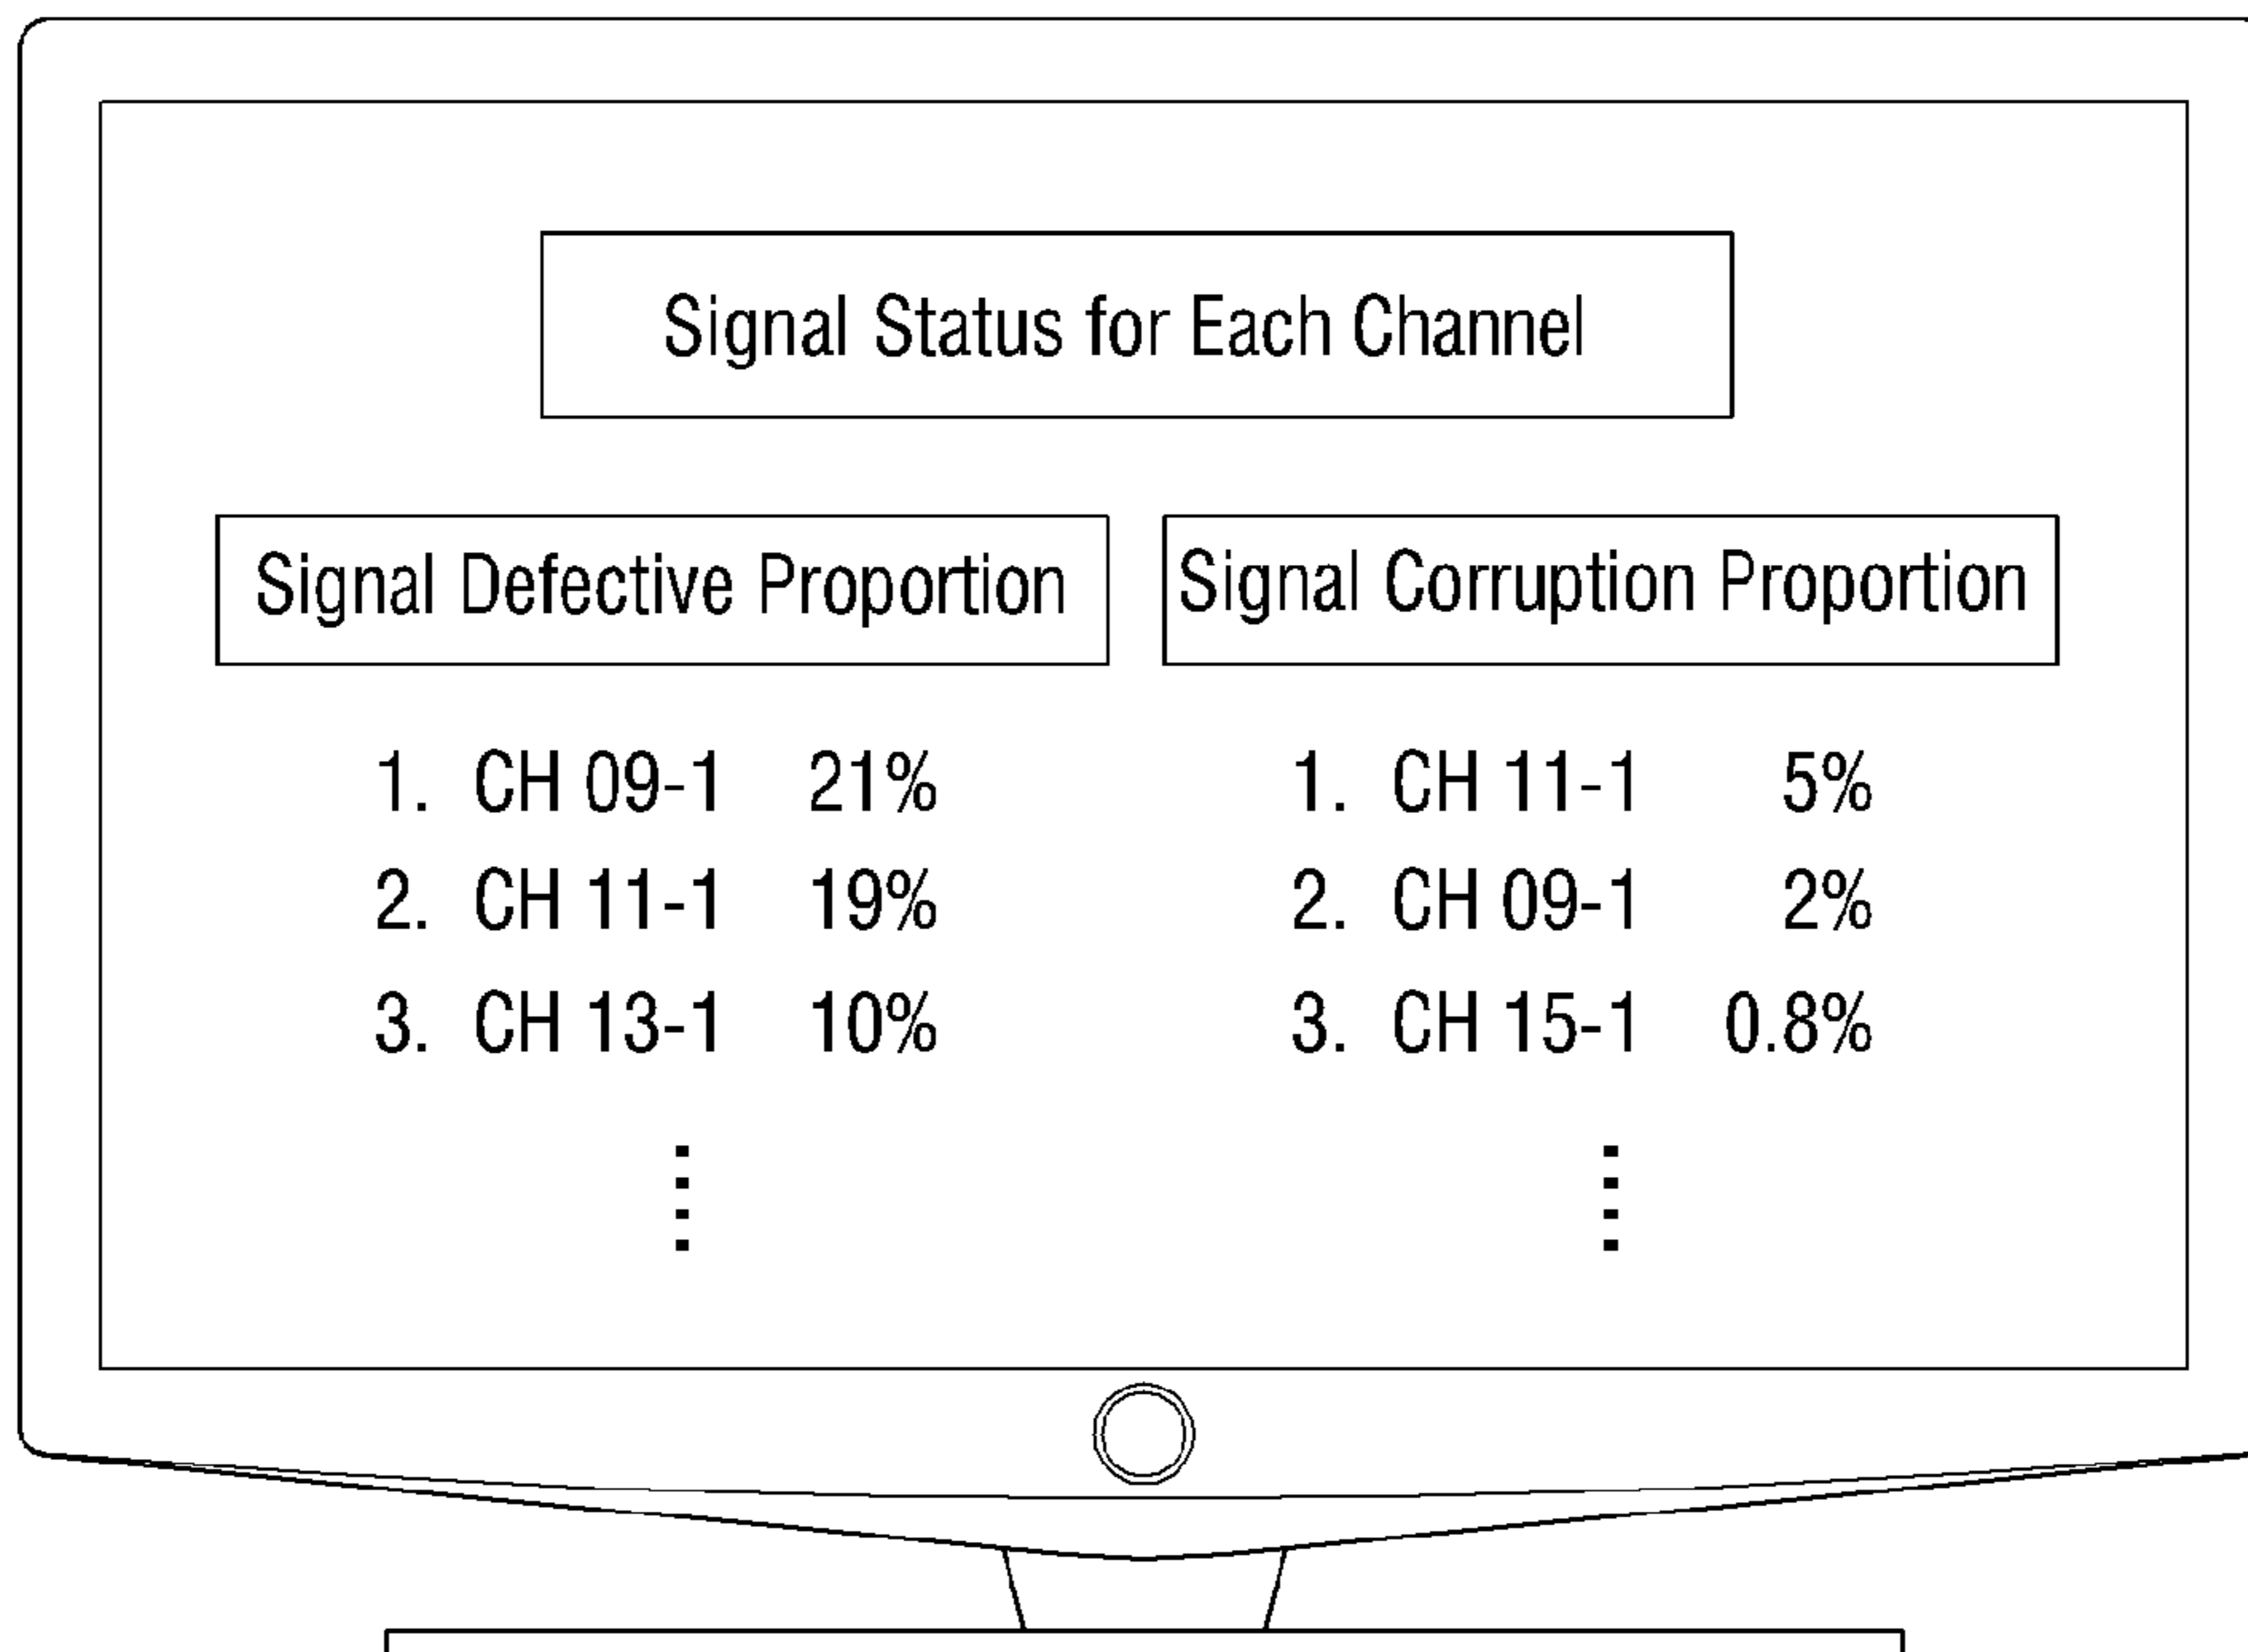 Signal Status for Each Channel
Signal Defective Proportion
1. CH 09-1 21%
2. CH 11-1 19%
3. CH 13-1 10%
Signal Corruption Proportion
1. CH 11-1 5%
2. CH 09-1 2%
3. CH 15-1 0.8%